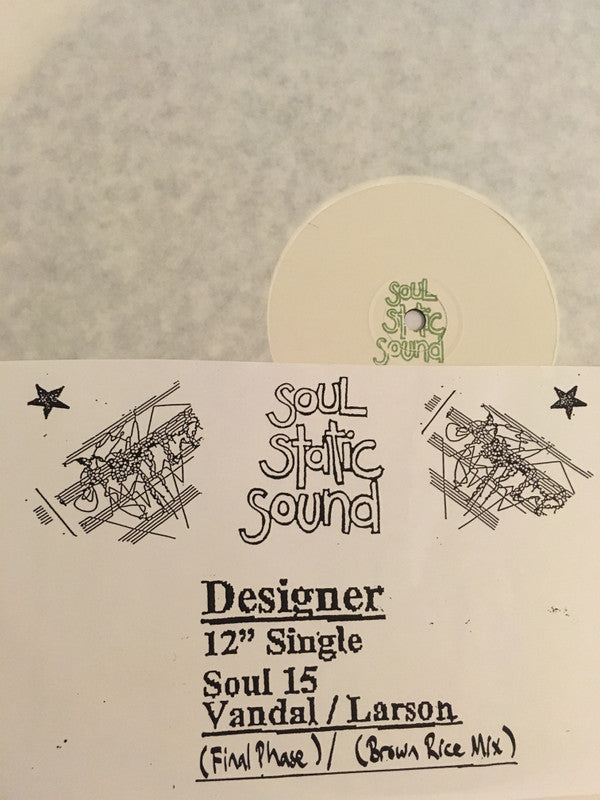 Soul
Static
Sound
Soul
Static
Sound
Designer
12” Single
Soul 15
Vandal / Larson
(Final Phase) / (Brown Rice Mix)